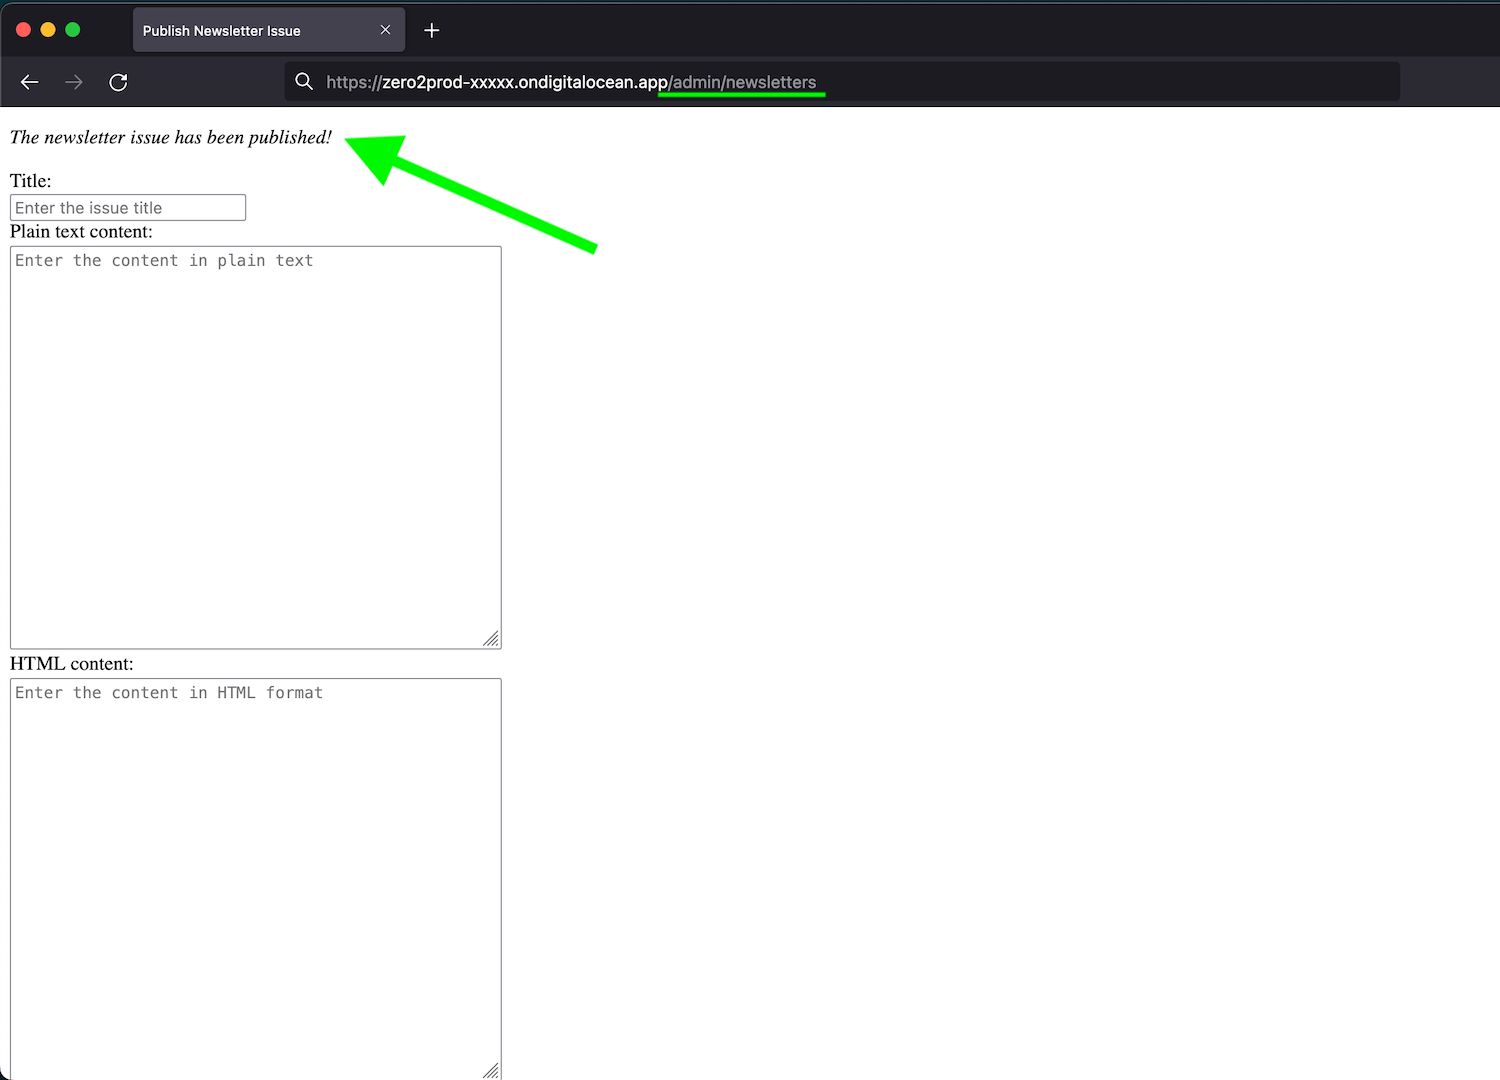 Publish Newsletter Issue
https://zero2prod-xxxxx.ondigitalocean.app/admin/newsletters
The newsletter issue has been published!
Title:
Enter the issue title
Plain text content:
Enter the content in plain text
HTML content:
Enter the content in HTML format